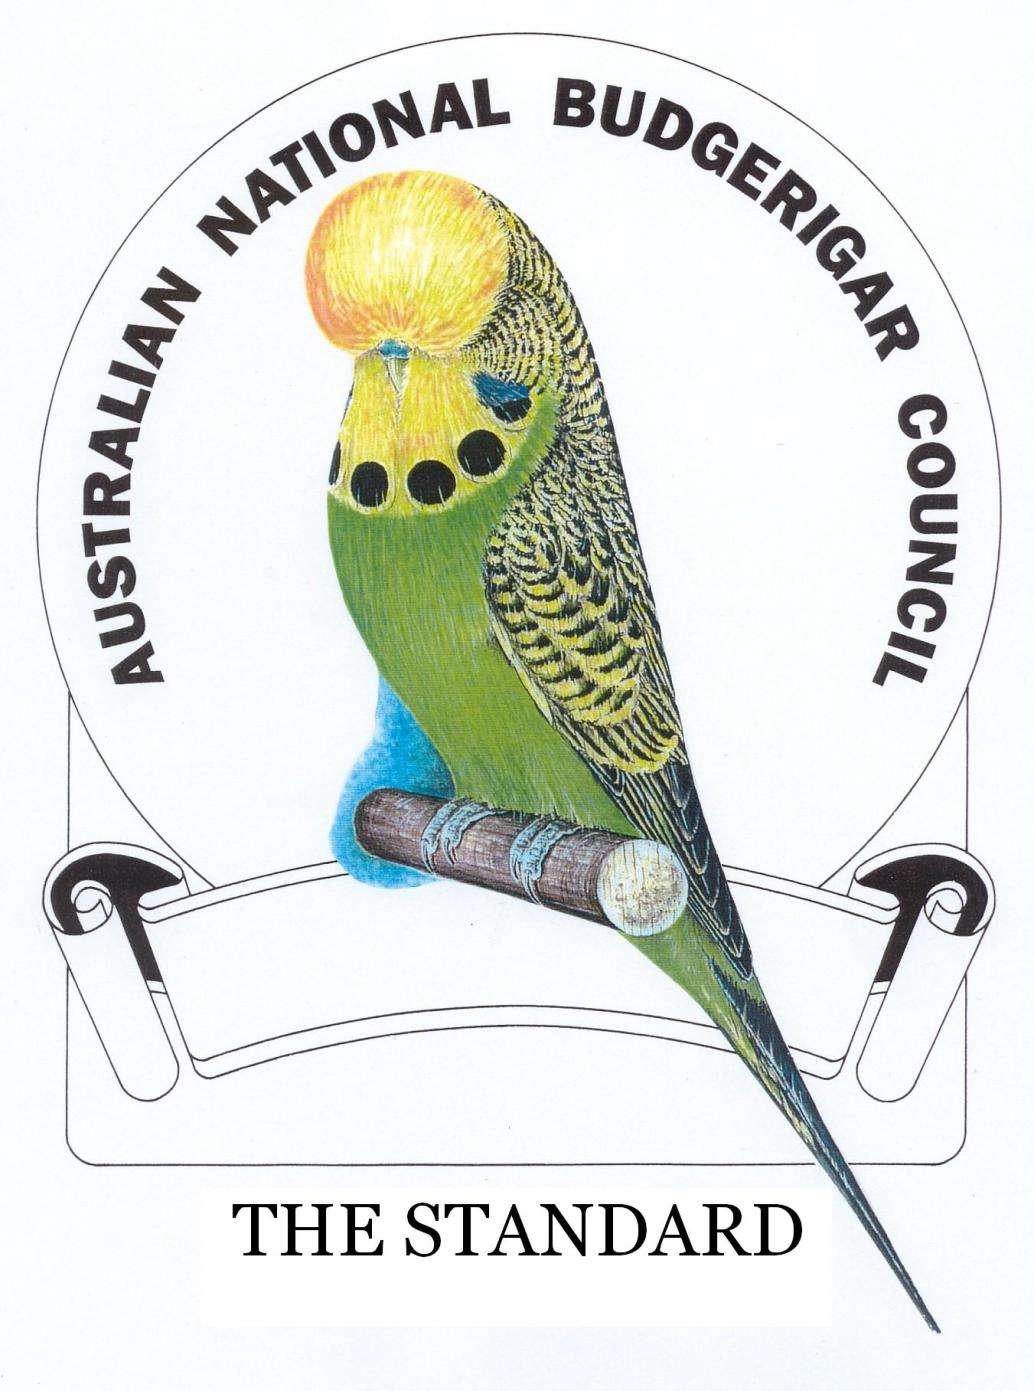 AUSTRALIAN NATIONAL BUDGERIGAR COUNCIL
THE STANDARD